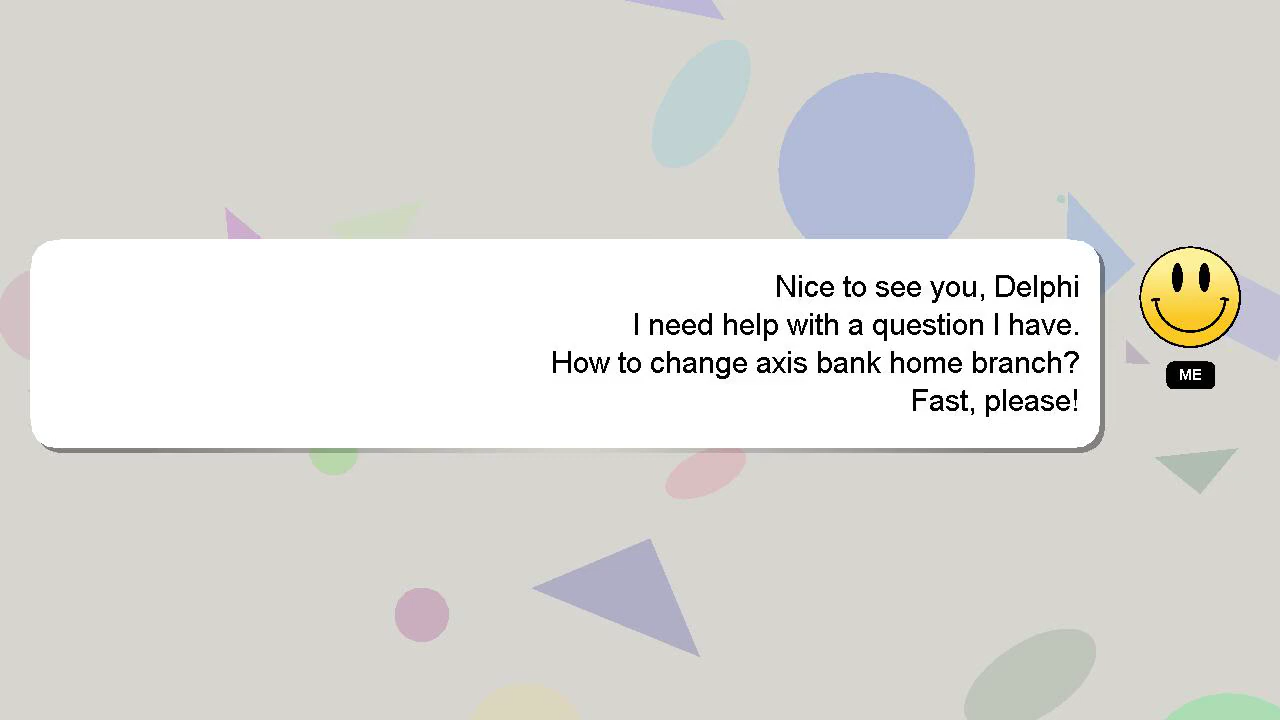 Nice to see you, Delphi
I need help with a question I have.
How to change axis bank home branch?
Fast, please!
ME